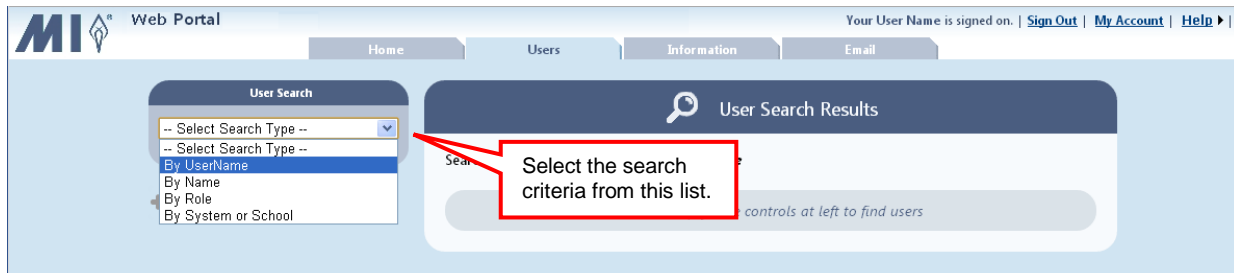 MI® Web Portal
Your User Name is signed on. | Sign Out | My Account | Help ▶ |
Home Users Information Email
User Search
-- Select Search Type --
-- Select Search Type --
By UserName
By Name
By Role
By System or School
User Search Results
Select the search
criteria from this list.
controls at left to find users